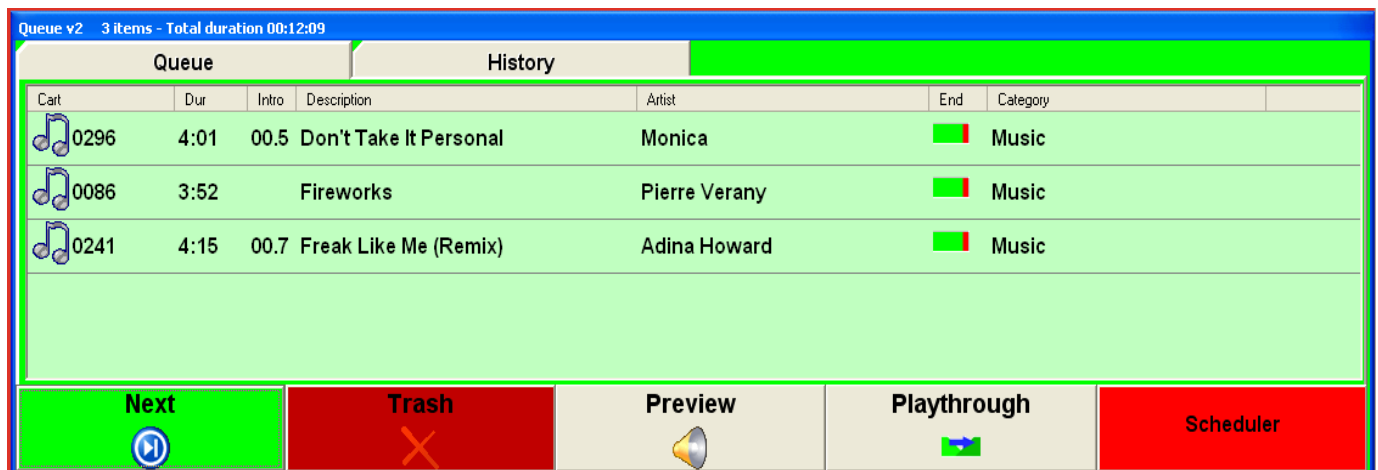 Queue v2 3 items - Total duration 00:12:09
Queue History
Cart Dur Intro Description Artist End Category
0296 4:01 00.5 Don't Take It Personal Monica Music
0086 3:52 Fireworks Pierre Verany Music
0241 4:15 00.7 Freak Like Me (Remix) Adina Howard Music
Next Trash Preview Playthrough Scheduler